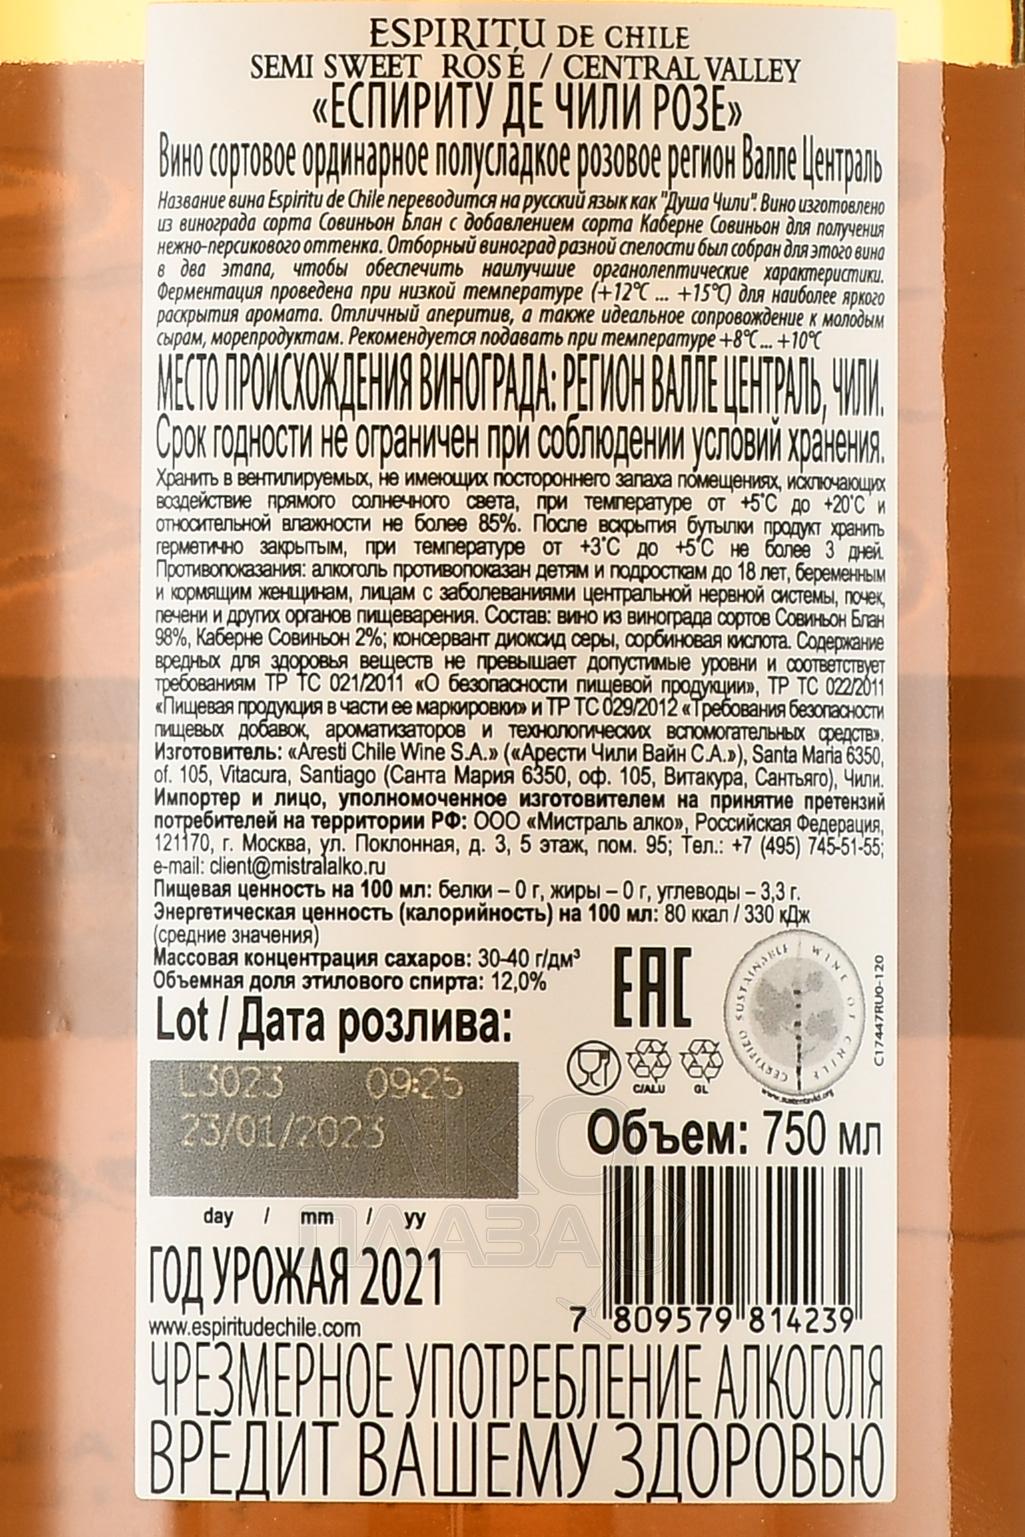 ESPIRITU DE CHILE
SEMI SWEET ROSÉ / CENTRAL VALLEY
«ЕСПИРИТУ ДЕ ЧИЛИ РОЗЕ»
Вино сортовое ординарное полусладкое розовое регион Валле Централь
Название вина Espiritu de Chile переводится на русский язык как "Душа Чили". Вино изготовлено
из винограда сорта Совиньон Блан с добавлением сорта Каберне Совиньон для получения
нежно-персикового оттенка. Отборный виноград разной спелости был собран для этого вина
в два этапа, чтобы обеспечить наилучшие органолептические характеристики.
Ферментация проведена при низкой температуре (+12°С ... +15°С) для наиболее яркого
раскрытия аромата. Отличный аперитив, а также идеальное сопровождение к молодым
сырам, морепродуктам. Рекомендуется подавать при температуре +8°С... +10°С
МЕСТО ПРОИСХОЖДЕНИЯ ВИНОГРАДА: РЕГИОН ВАЛЛЕ ЦЕНТРАЛЬ, ЧИЛИ.
Срок годности не ограничен при соблюдении условий хранения.
Хранить в вентилируемых, не имеющих постороннего запаха помещениях, исключающих
воздействие прямого солнечного света, при температуре от +5°С до +20°С и
относительной влажности не более 85%. После вскрытия бутылки продукт хранить
герметично закрытым, при температуре от +3°С до +5°С не более 3 дней.
Противопоказания: алкоголь противопоказан детям и подросткам до 18 лет, беременным
и кормящим женщинам, лицам с заболеваниями центральной нервной системы, почек,
печени и других органов пищеварения. Состав: вино из винограда сортов Совиньон Блан
98%, Каберне Совиньон 2%; консервант диоксид серы, сорбиновая кислота. Содержание
вредных для здоровья веществ не превышает допустимые уровни и соответствует
требованиям ТР ТС 021/2011 «О безопасности пищевой продукции», ТР ТС 022/2011
«Пищевая продукция в части ее маркировки» и ТР ТС 029/2012 «Требования безопасности
пищевых добавок, ароматизаторов и технологических вспомогательных средств».
Изготовитель: «Aresti Chile Wine S.A.» («Арести Чили Вайн С.А.»), Santa Maria 6350,
of. 105, Vitacura, Santiago (Санта Мария 6350, оф. 105, Витакура, Сантьяго), Чили.
Импортер и лицо, уполномоченное изготовителем на принятие претензий
потребителей на территории РФ: ООО «Мистраль алко», Российская Федерация,
121170, г. Москва, ул. Поклонная, д. 3, 5 этаж, пом. 95; Тел.: +7 (495) 745-51-55;
e-mail: client@mistralalko.ru
Пищевая ценность на 100 мл: белки – 0 г, жиры – 0 г, углеводы – 3,3 г.
Энергетическая ценность (калорийность) на 100 мл: 80 ккал / 330 кДж
(средние значения)
Массовая концентрация сахаров: 30-40 г/дм³
Объемная доля этилового спирта: 12,0%
EAC
CERTIFIED SUSTAINABLE WINE OF CHILE
www.sustentavid.org
C17447RU0-120
Lot / Дата розлива:
C/ALU
GL
L3023 09:25
23/01/2023
Объем: 750 мл
АЛКО
ПЛАЗА
day / mm / yy
ГОД УРОЖАЯ 2021
7 809579 814239
www.espiritudechile.com
ЧРЕЗМЕРНОЕ УПОТРЕБЛЕНИЕ АЛКОГОЛЯ
ВРЕДИТ ВАШЕМУ ЗДОРОВЬЮ